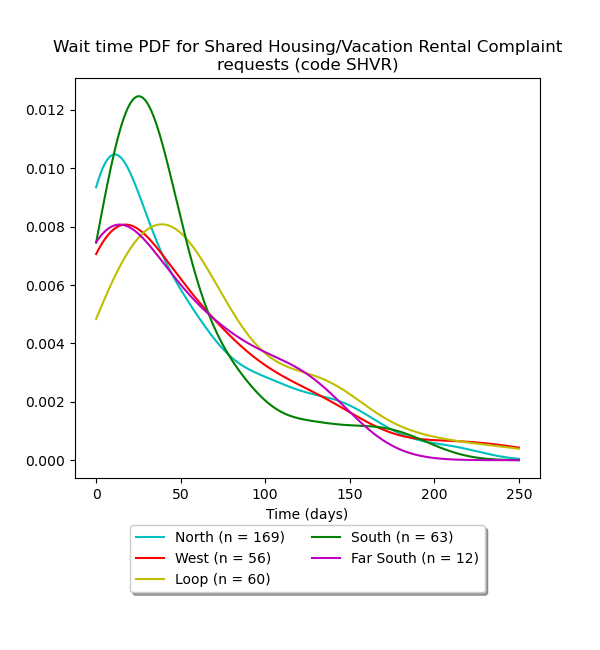 Wait time PDF for Shared Housing/Vacation Rental Complaint
requests (code SHVR)
0.012
0.010
0.008
0.006
0.004
0.002
0.000
0 50 100 150 200 250
Time (days)
North (n = 169) South (n = 63)
West (n = 56) Far South (n = 12)
Loop (n = 60)